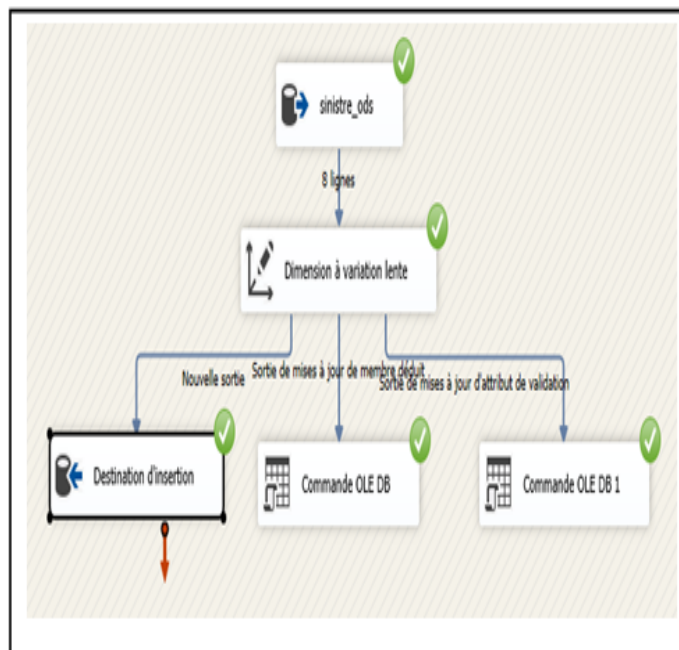 sinistre_ods
8 lignes
Dimension à variation lente
Nouvelle sortie
Sortie de mises à jour de membre déduit
Sortie de mises à jour d'attribut de validation
Destination d'insertion
Commande OLE DB
Commande OLE DB 1